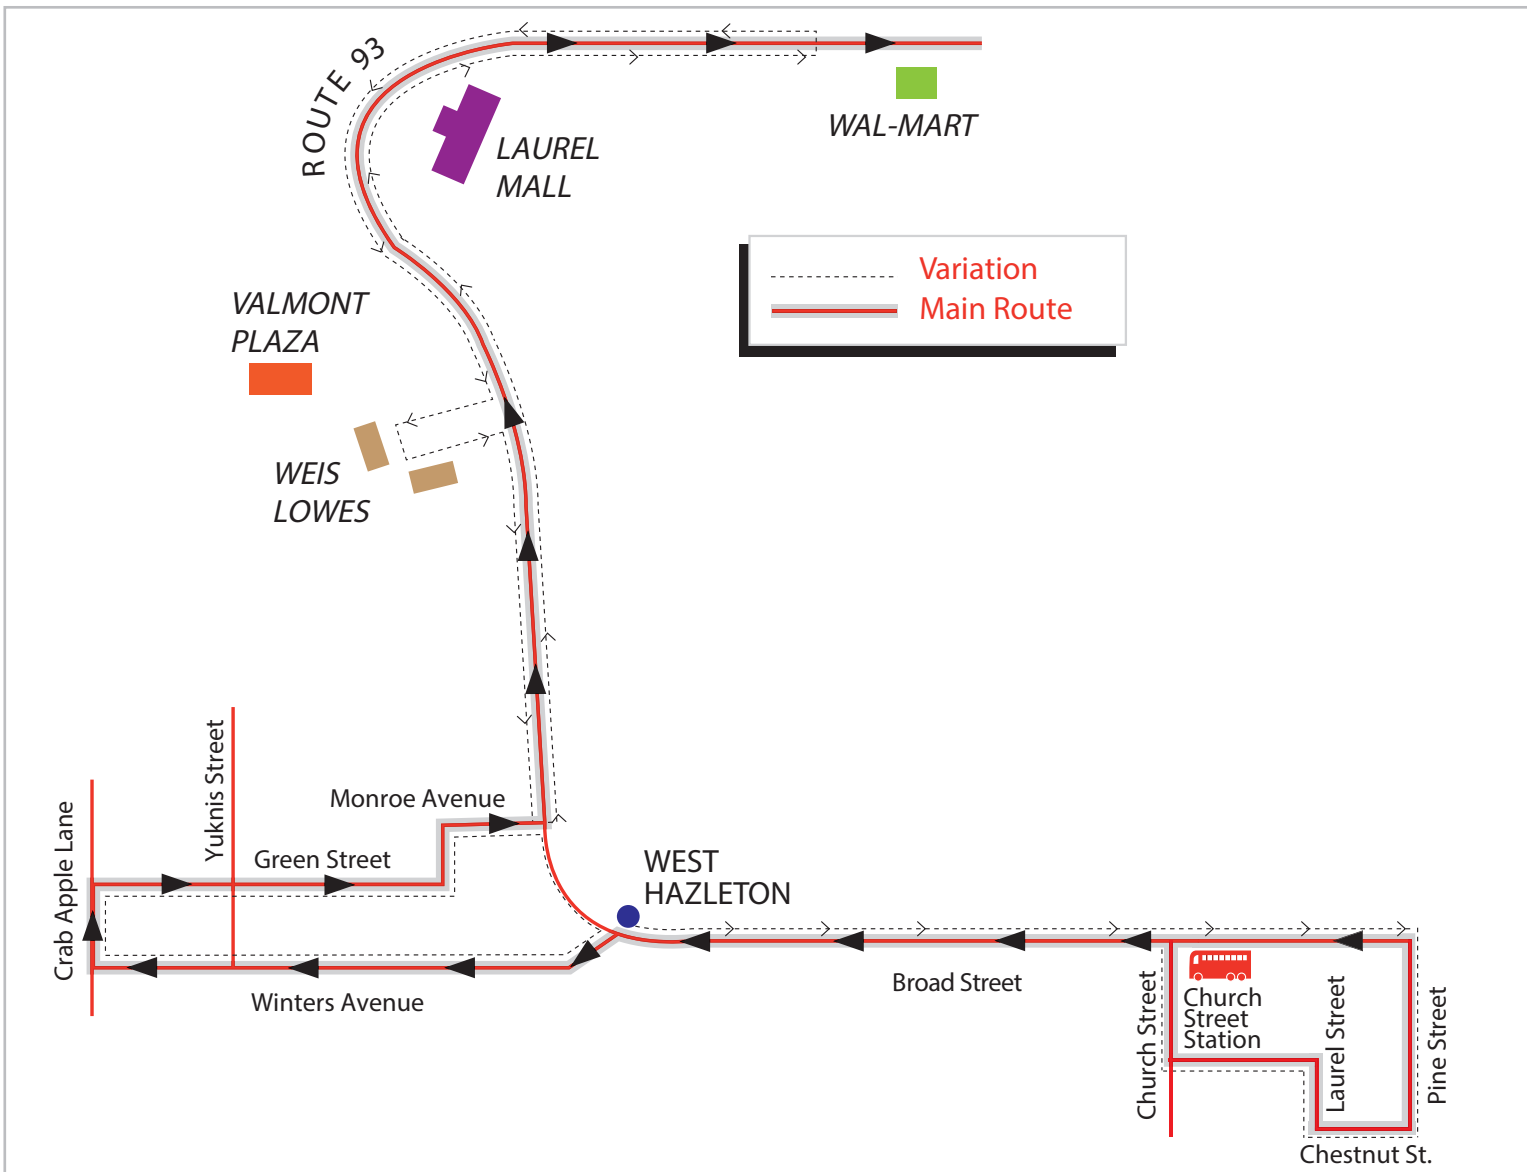 ROUTE 93
LAUREL
MALL
WAL-MART
Variation
Main Route
VALMONT
PLAZA
WEIS
LOWES
Yuknis Street
Monroe Avenue
Crab Apple Lane
Green Street
WEST
HAZLETON
Winters Avenue
Broad Street
Church Street
Church
Street
Station
Laurel Street
Pine Street
Chestnut St.